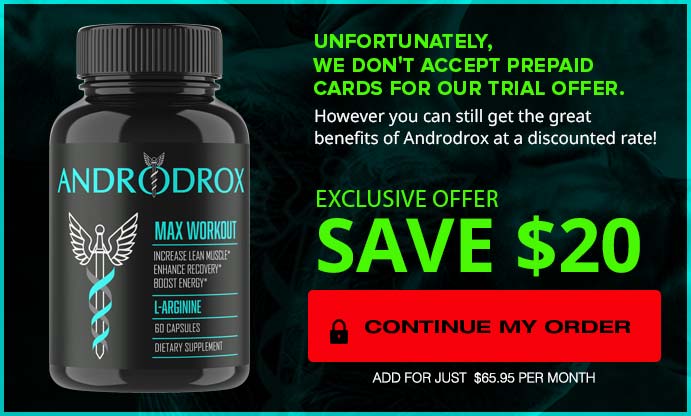 UNFORTUNATELY,
WE DON'T ACCEPT PREPAID
CARDS FOR OUR TRIAL OFFER.
However you can still get the great
benefits of Androdrox at a discounted rate!
EXCLUSIVE OFFER
SAVE $20
CONTINUE MY ORDER
ADD FOR JUST $65.95 PER MONTH
ANDRODROX
MAX WORKOUT
INCREASE LEAN MUSCLE*
ENHANCE RECOVERY*
BOOST ENERGY*
L-ARGININE
60 CAPSULES
DIETARY SUPPLEMENT